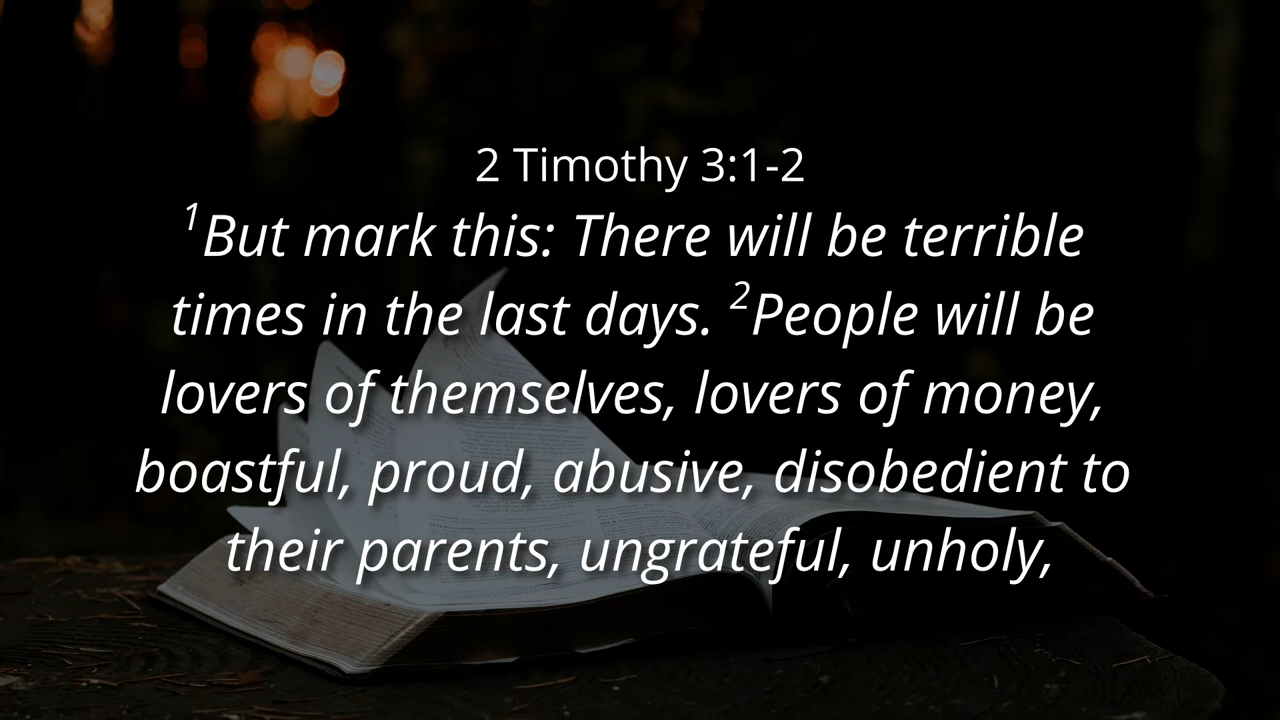 2 Timothy 3:1-2
¹But mark this: There will be terrible
times in the last days. ²People will be
lovers of themselves, lovers of money,
boastful, proud, abusive, disobedient to
their parents, ungrateful, unholy,